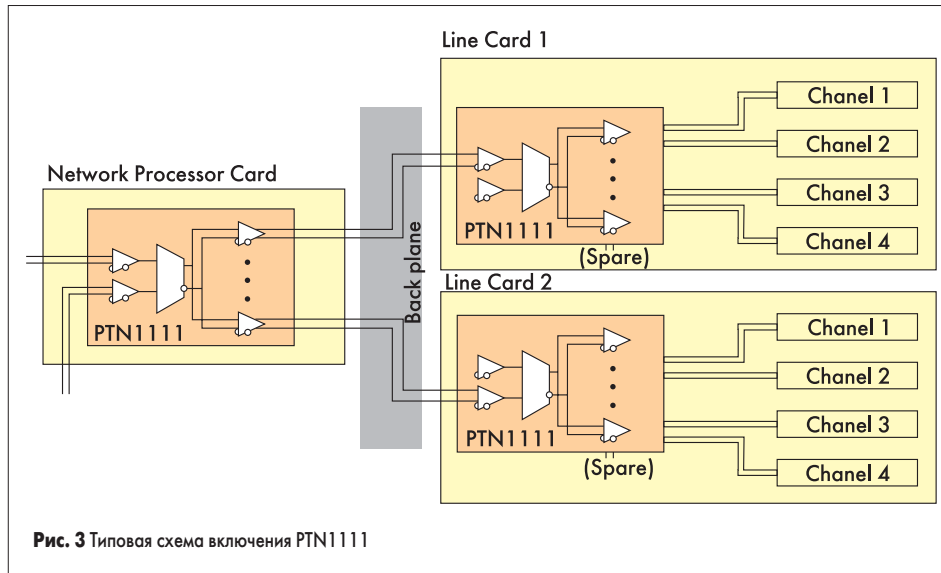 Line Card 1
Chanel 1
Chanel 2
Chanel 3
Chanel 4
PTN1111
(Spare)
Network Processor Card
PTN1111
Back plane
Line Card 2
Chanel 1
Chanel 2
Chanel 3
Chanel 4
PTN1111
(Spare)
Рис. 3 Типовая схема включения PTN1111